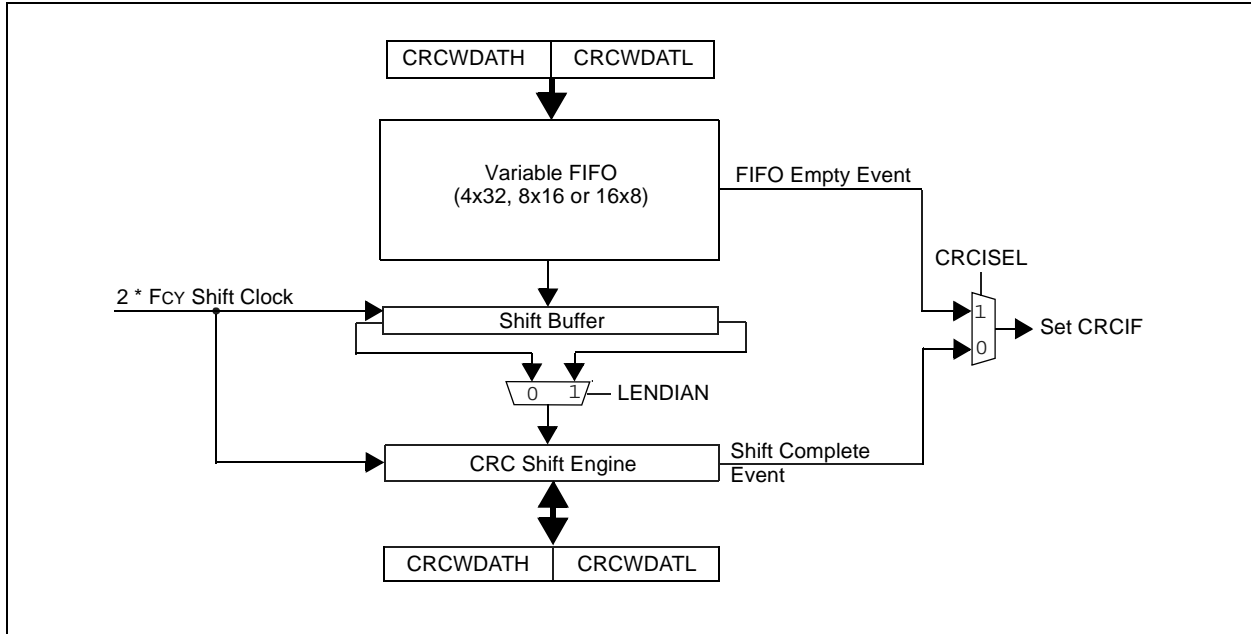 CRCWDATH CRCWDATL
Variable FIFO
(4x32, 8x16 or 16x8)
FIFO Empty Event
CRCISEL
2 * FCY Shift Clock
1
Shift Buffer
Set CRCIF
0
0 1
LENDIAN
CRC Shift Engine
Shift Complete
Event
CRCWDATH CRCWDATL